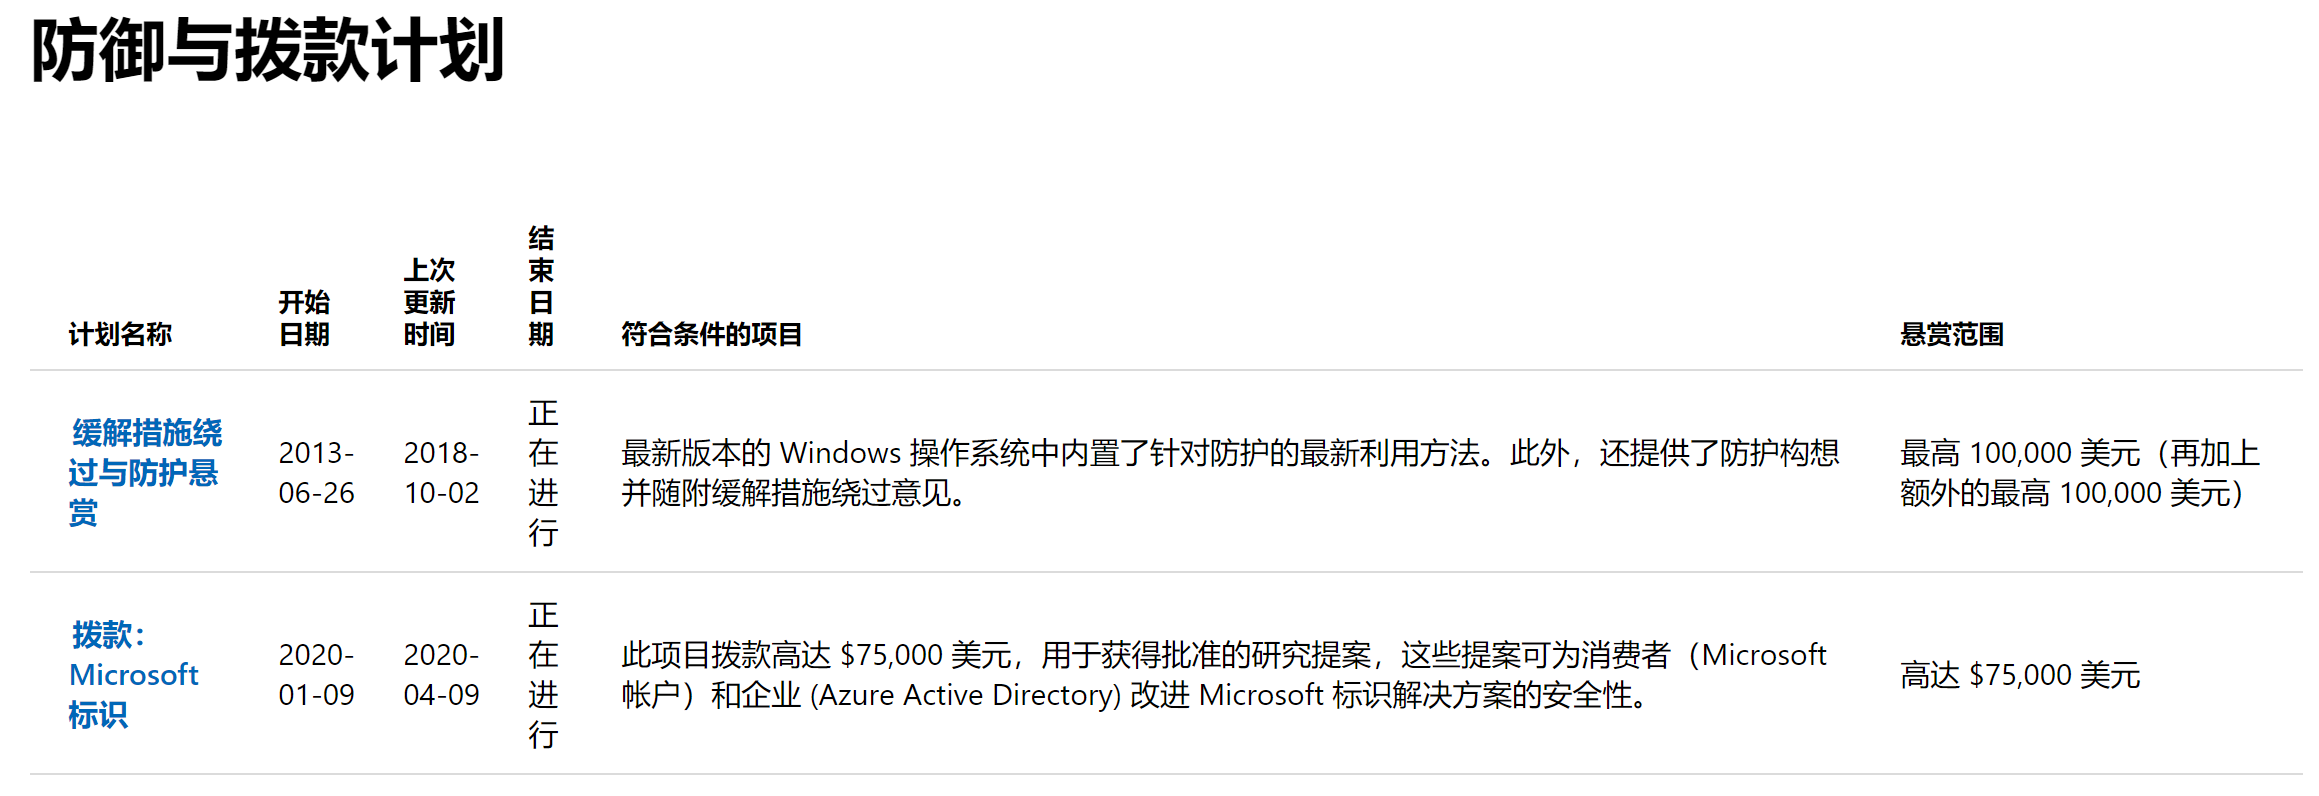 防御与拨款计划
计划名称
开始
日期
上次
更新
时间
结
束
日
期
符合条件的项目
悬赏范围
缓解措施绕
过与防护悬
赏
2013-
06-26
2018-
10-02
正
在
进
行
最新版本的 Windows 操作系统中内置了针对防护的最新利用方法。此外，还提供了防护构想
并随附缓解措施绕过意见。
最高 100,000 美元（再加上
额外的最高 100,000 美元）
拨款：
Microsoft
标识
2020-
01-09
2020-
04-09
正
在
进
行
此项目拨款高达 $75,000 美元，用于获得批准的研究提案，这些提案可为消费者（Microsoft
帐户）和企业 (Azure Active Directory) 改进 Microsoft 标识解决方案的安全性。
高达 $75,000 美元